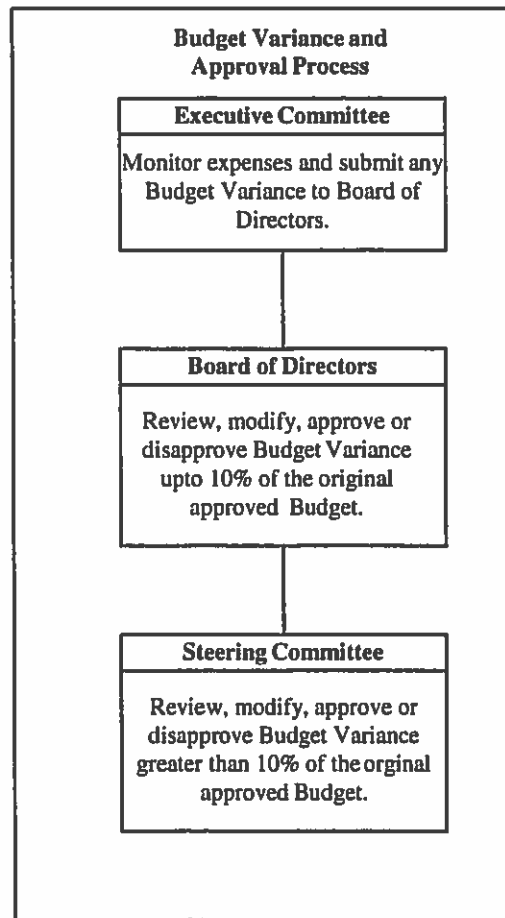 Budget Variance and
Approval Process
Executive Committee
Monitor expenses and submit any
Budget Variance to Board of
Directors.
Board of Directors
Review, modify, approve or
disapprove Budget Variance
upto 10% of the original
approved Budget.
Steering Committee
Review, modify, approve or
disapprove Budget Variance
greater than 10% of the orginal
approved Budget.